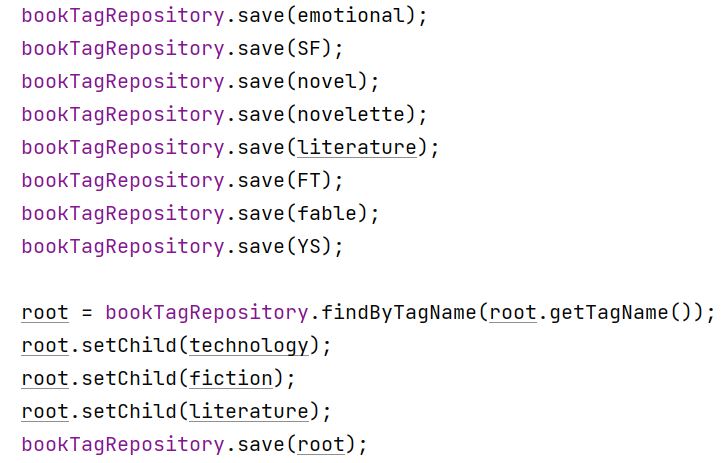 bookTagRepository.save(emotional);
bookTagRepository.save(SF);
bookTagRepository.save(novel);
bookTagRepository.save(novelette);
bookTagRepository.save(literature);
bookTagRepository.save(FT);
bookTagRepository.save(fable);
bookTagRepository.save(YS);
root = bookTagRepository.findByTagName(root.getTagName());
root.setChild(technology);
root.setChild(fiction);
root.setChild(literature);
bookTagRepository.save(root);